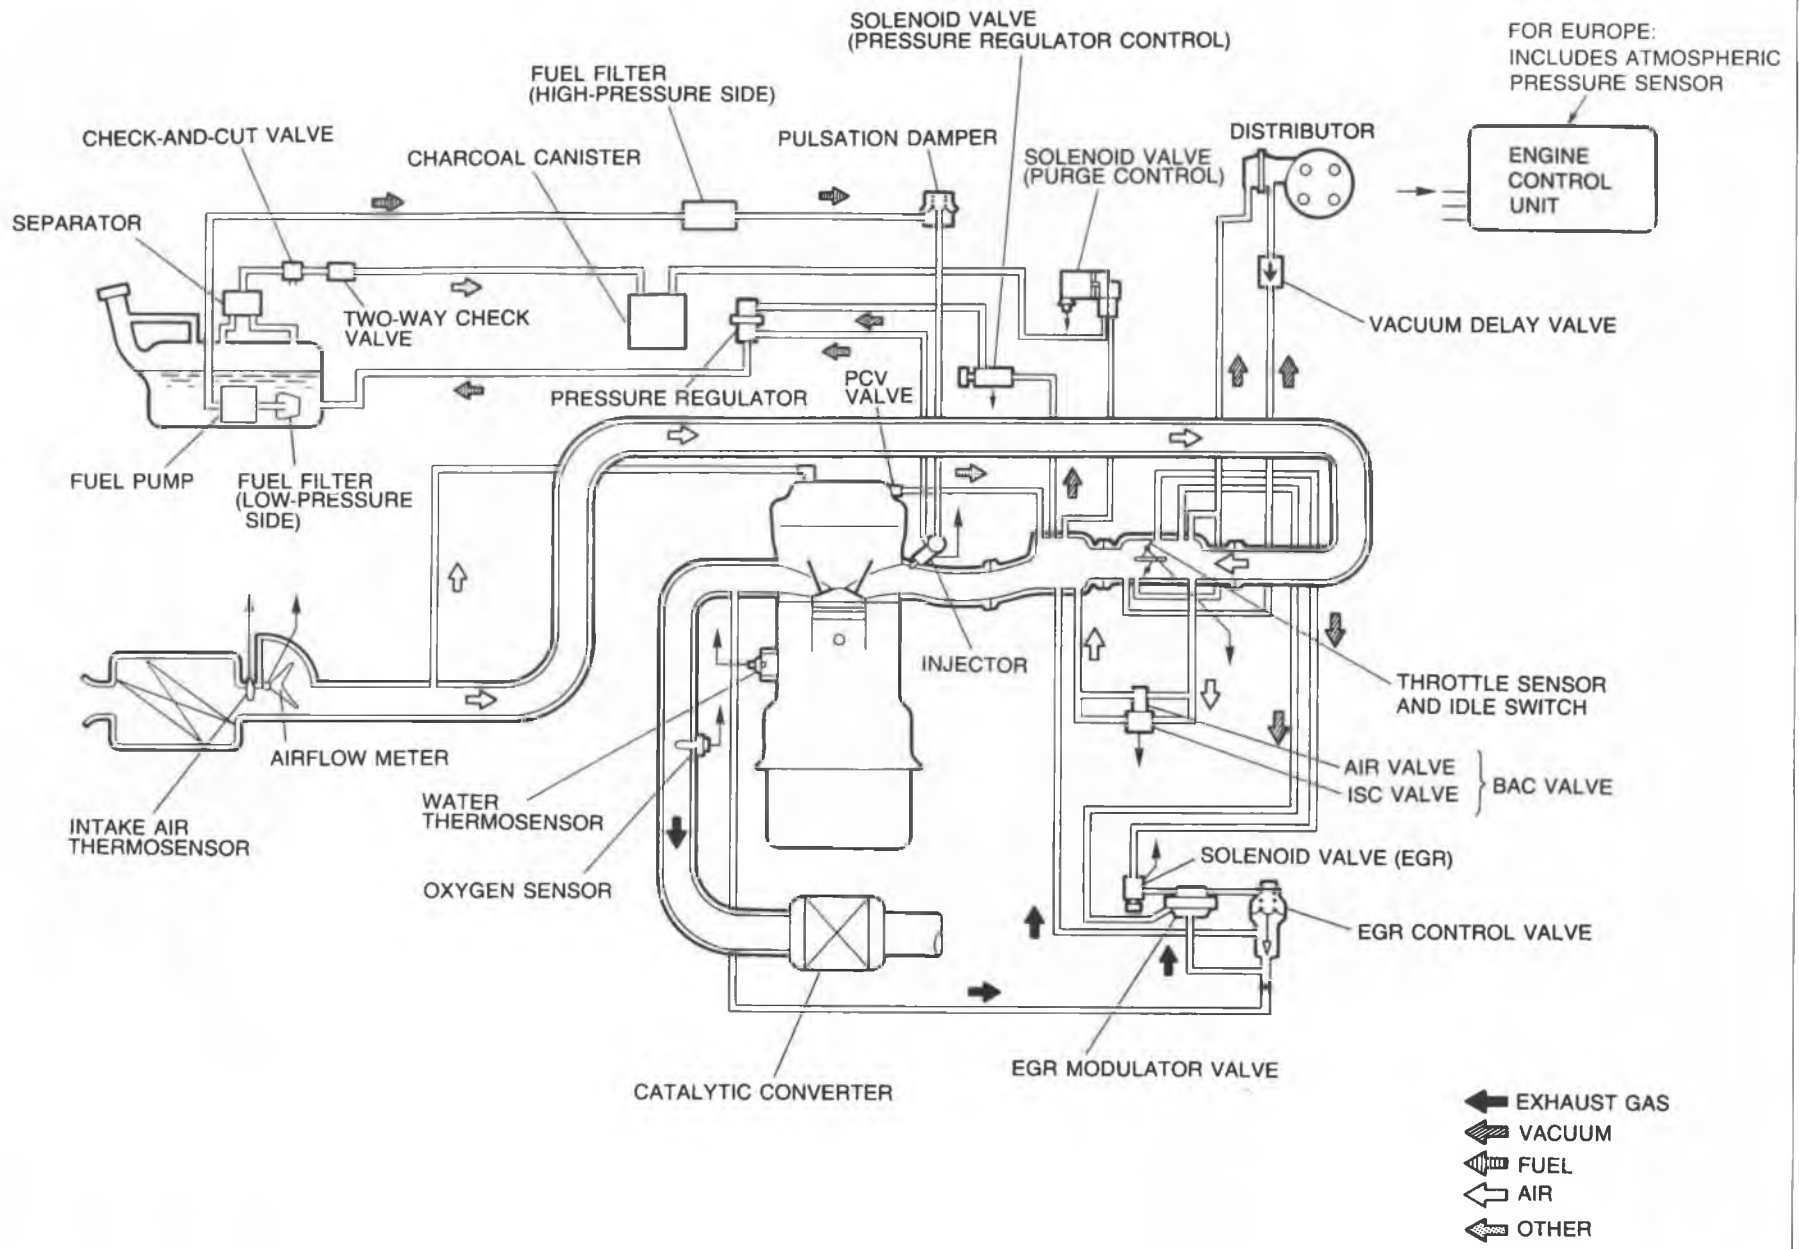 SOLENOID VALVE
(PRESSURE REGULATOR CONTROL)
FOR EUROPE:
INCLUDES ATMOSPHERIC
PRESSURE SENSOR
FUEL FILTER
(HIGH-PRESSURE SIDE)
CHECK-AND-CUT VALVE
CHARCOAL CANISTER
PULSATION DAMPER
SOLENOID VALVE
(PURGE CONTROL)
DISTRIBUTOR
ENGINE
CONTROL
UNIT
SEPARATOR
TWO-WAY CHECK
VALVE
VACUUM DELAY VALVE
PRESSURE REGULATOR
PCV
VALVE
FUEL PUMP
FUEL FILTER
(LOW-PRESSURE
SIDE)
INJECTOR
THROTTLE SENSOR
AND IDLE SWITCH
AIRFLOW METER
AIR VALVE
ISC VALVE
BAC VALVE
WATER
THERMOSENSOR
INTAKE AIR
THERMOSENSOR
OXYGEN SENSOR
SOLENOID VALVE (EGR)
EGR CONTROL VALVE
EGR MODULATOR VALVE
CATALYTIC CONVERTER
EXHAUST GAS
VACUUM
FUEL
AIR
OTHER